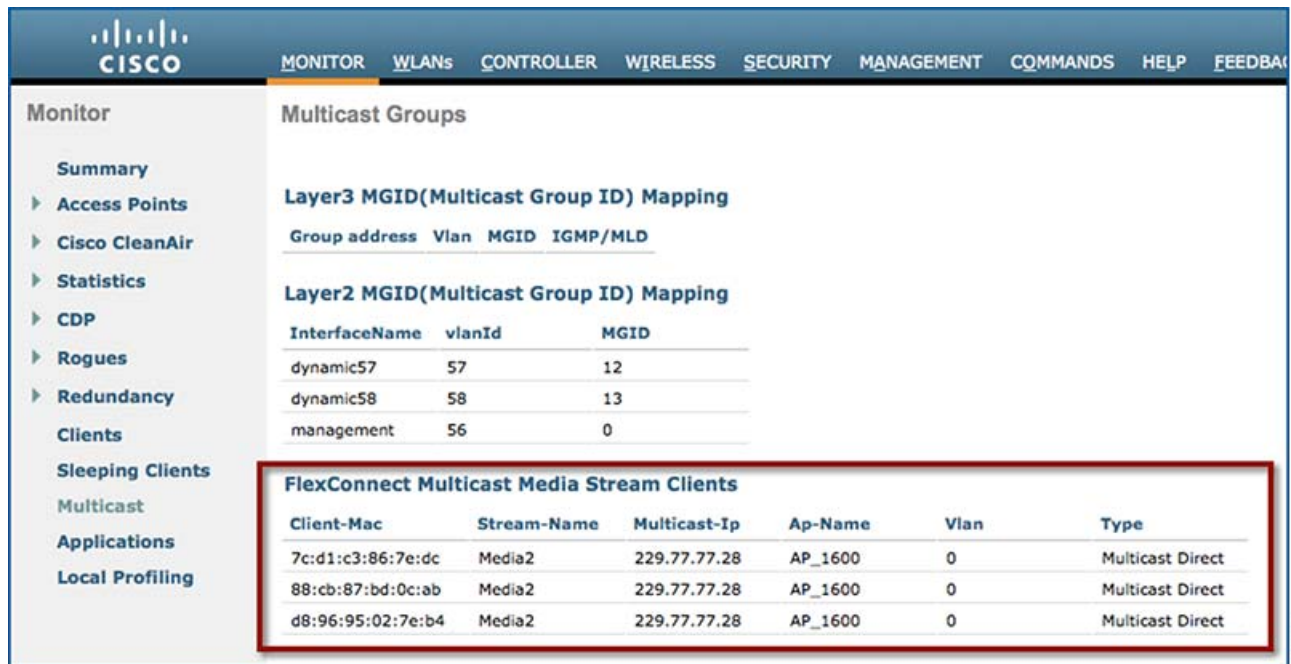 CISCO
MONITOR WLANs CONTROLLER WIRELESS SECURITY MANAGEMENT COMMANDS HELP
Monitor
Summary
Access Points
Cisco CleanAir
Statistics
CDP
Rogues
Redundancy
Clients
Sleeping Clients
Multicast
Applications
Local Profiling
Multicast Groups
Layer3 MGID(Multicast Group ID) Mapping
Group address Vlan MGID IGMP/MLD
Layer2 MGID(Multicast Group ID) Mapping
InterfaceName vlanId MGID
dynamic57 57 12
dynamic58 58 13
management 56 0
FlexConnect Multicast Media Stream Clients
Client-Mac Stream-Name Multicast-Ip Ap-Name Vlan Type
7c:d1:c3:86:7e:dc Media2 229.77.77.28 AP_1600 0 Multicast Direct
88:cb:87:bd:0c:ab Media2 229.77.77.28 AP_1600 0 Multicast Direct
d8:96:95:02:7e:b4 Media2 229.77.77.28 AP_1600 0 Multicast Direct